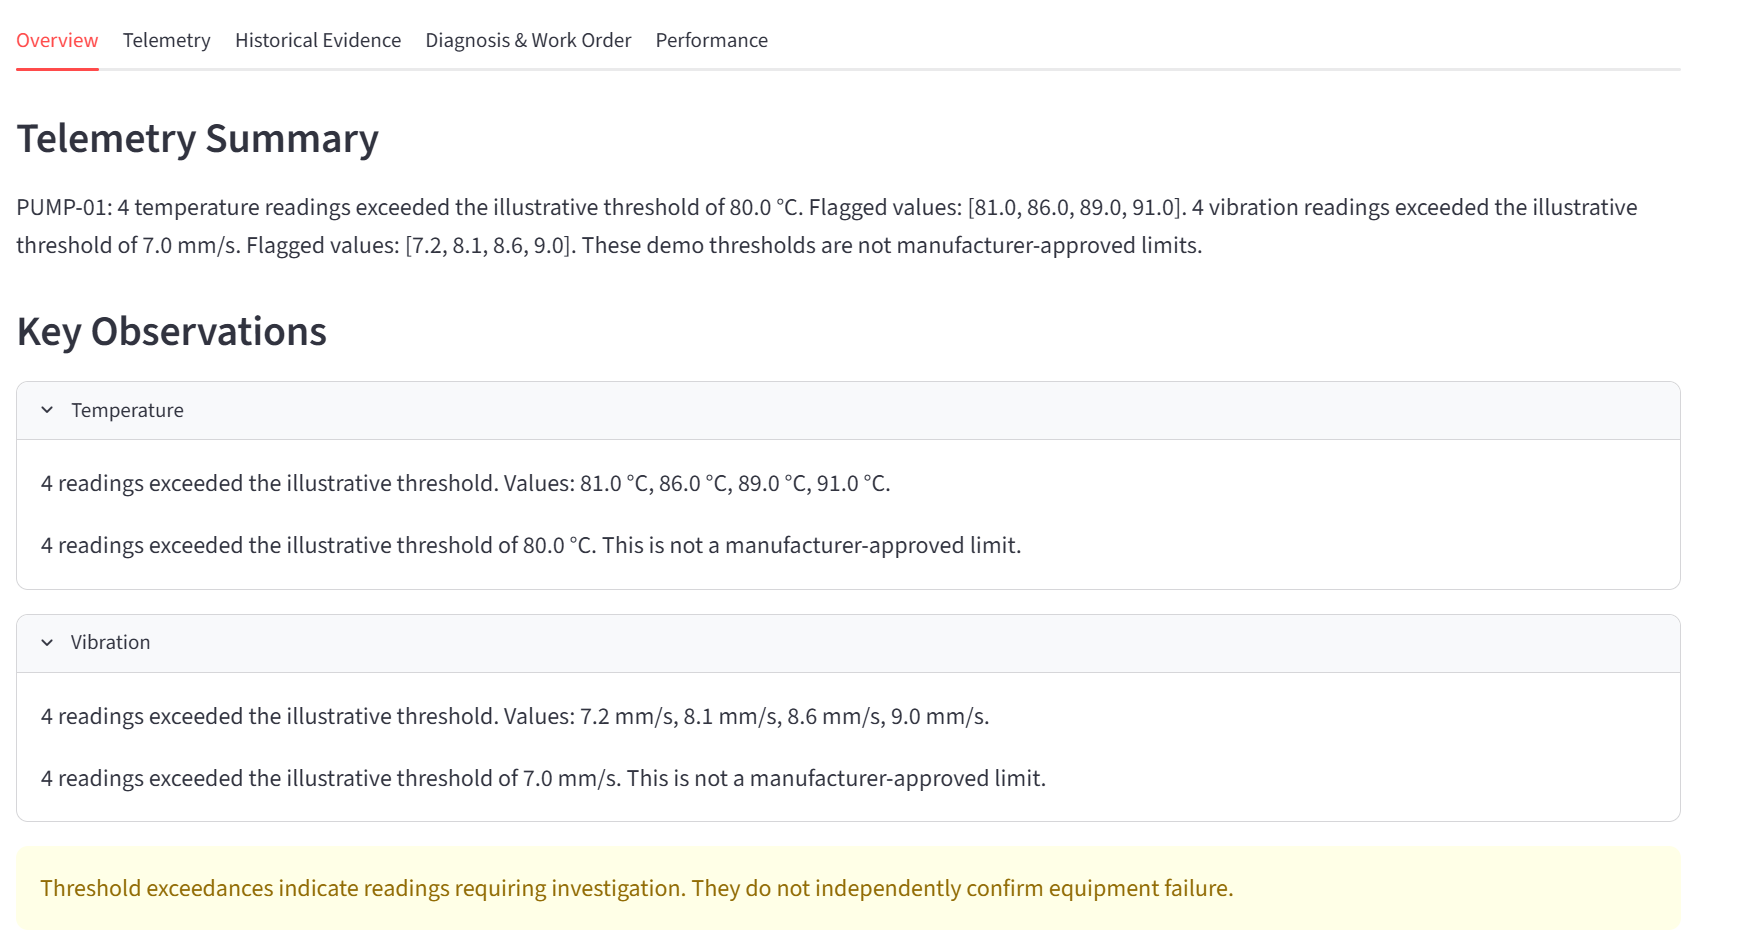 Overview Telemetry Historical Evidence Diagnosis & Work Order Performance
Telemetry Summary
PUMP-01: 4 temperature readings exceeded the illustrative threshold of 80.0 °C. Flagged values: [81.0, 86.0, 89.0, 91.0]. 4 vibration readings exceeded the illustrative
threshold of 7.0 mm/s. Flagged values: [7.2, 8.1, 8.6, 9.0]. These demo thresholds are not manufacturer-approved limits.
Key Observations
Temperature
4 readings exceeded the illustrative threshold. Values: 81.0 °C, 86.0 °C, 89.0 °C, 91.0 °C.
4 readings exceeded the illustrative threshold of 80.0 °C. This is not a manufacturer-approved limit.
Vibration
4 readings exceeded the illustrative threshold. Values: 7.2 mm/s, 8.1 mm/s, 8.6 mm/s, 9.0 mm/s.
4 readings exceeded the illustrative threshold of 7.0 mm/s. This is not a manufacturer-approved limit.
Threshold exceedances indicate readings requiring investigation. They do not independently confirm equipment failure.